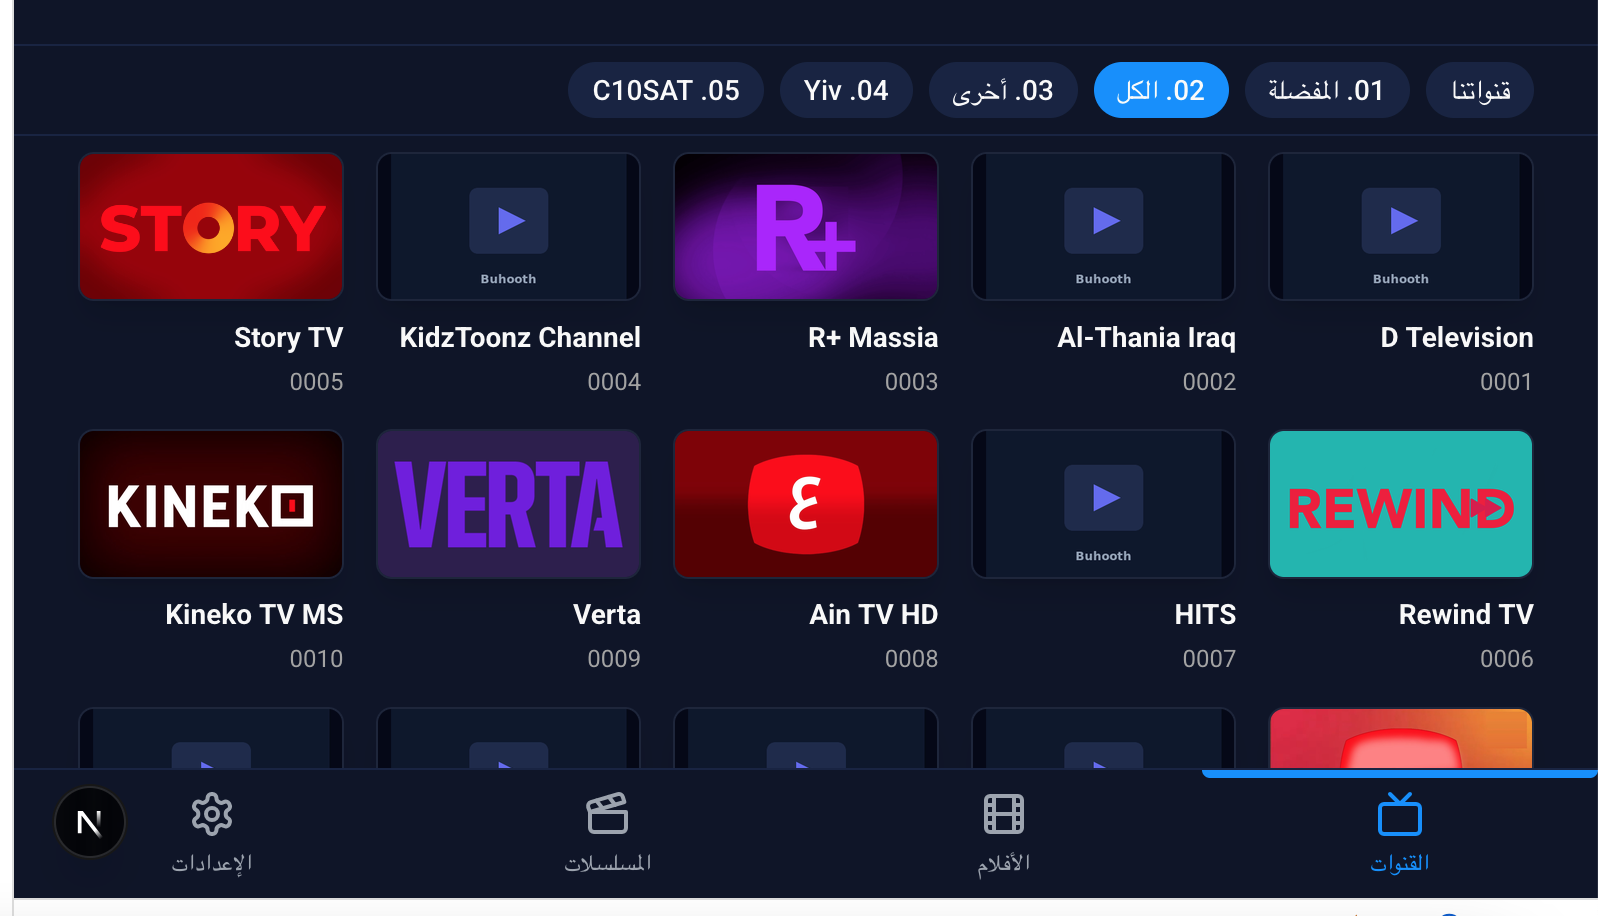 قنواتنا
01. المفضلة
02. الكل
03. أخرى
04. Yiv
05. C10SAT
Buhooth
D Television
0001
Buhooth
Al-Thania Iraq
0002
R+
R+ Massia
0003
Buhooth
KidzToonz Channel
0004
STORY
Story TV
0005
REWIND
Rewind TV
0006
Buhooth
HITS
0007
ع
Ain TV HD
0008
VERTA
Verta
0009
KINEKO
Kineko TV MS
0010
القنوات
الأفلام
المسلسلات
الإعدادات
N